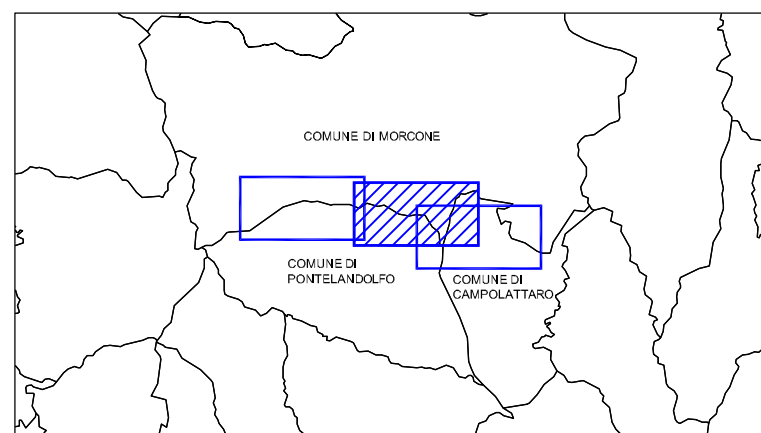 COMUNE DI MORCONE
COMUNE DI
PONTELANDOLFO
COMUNE DI
CAMPOLATTARO